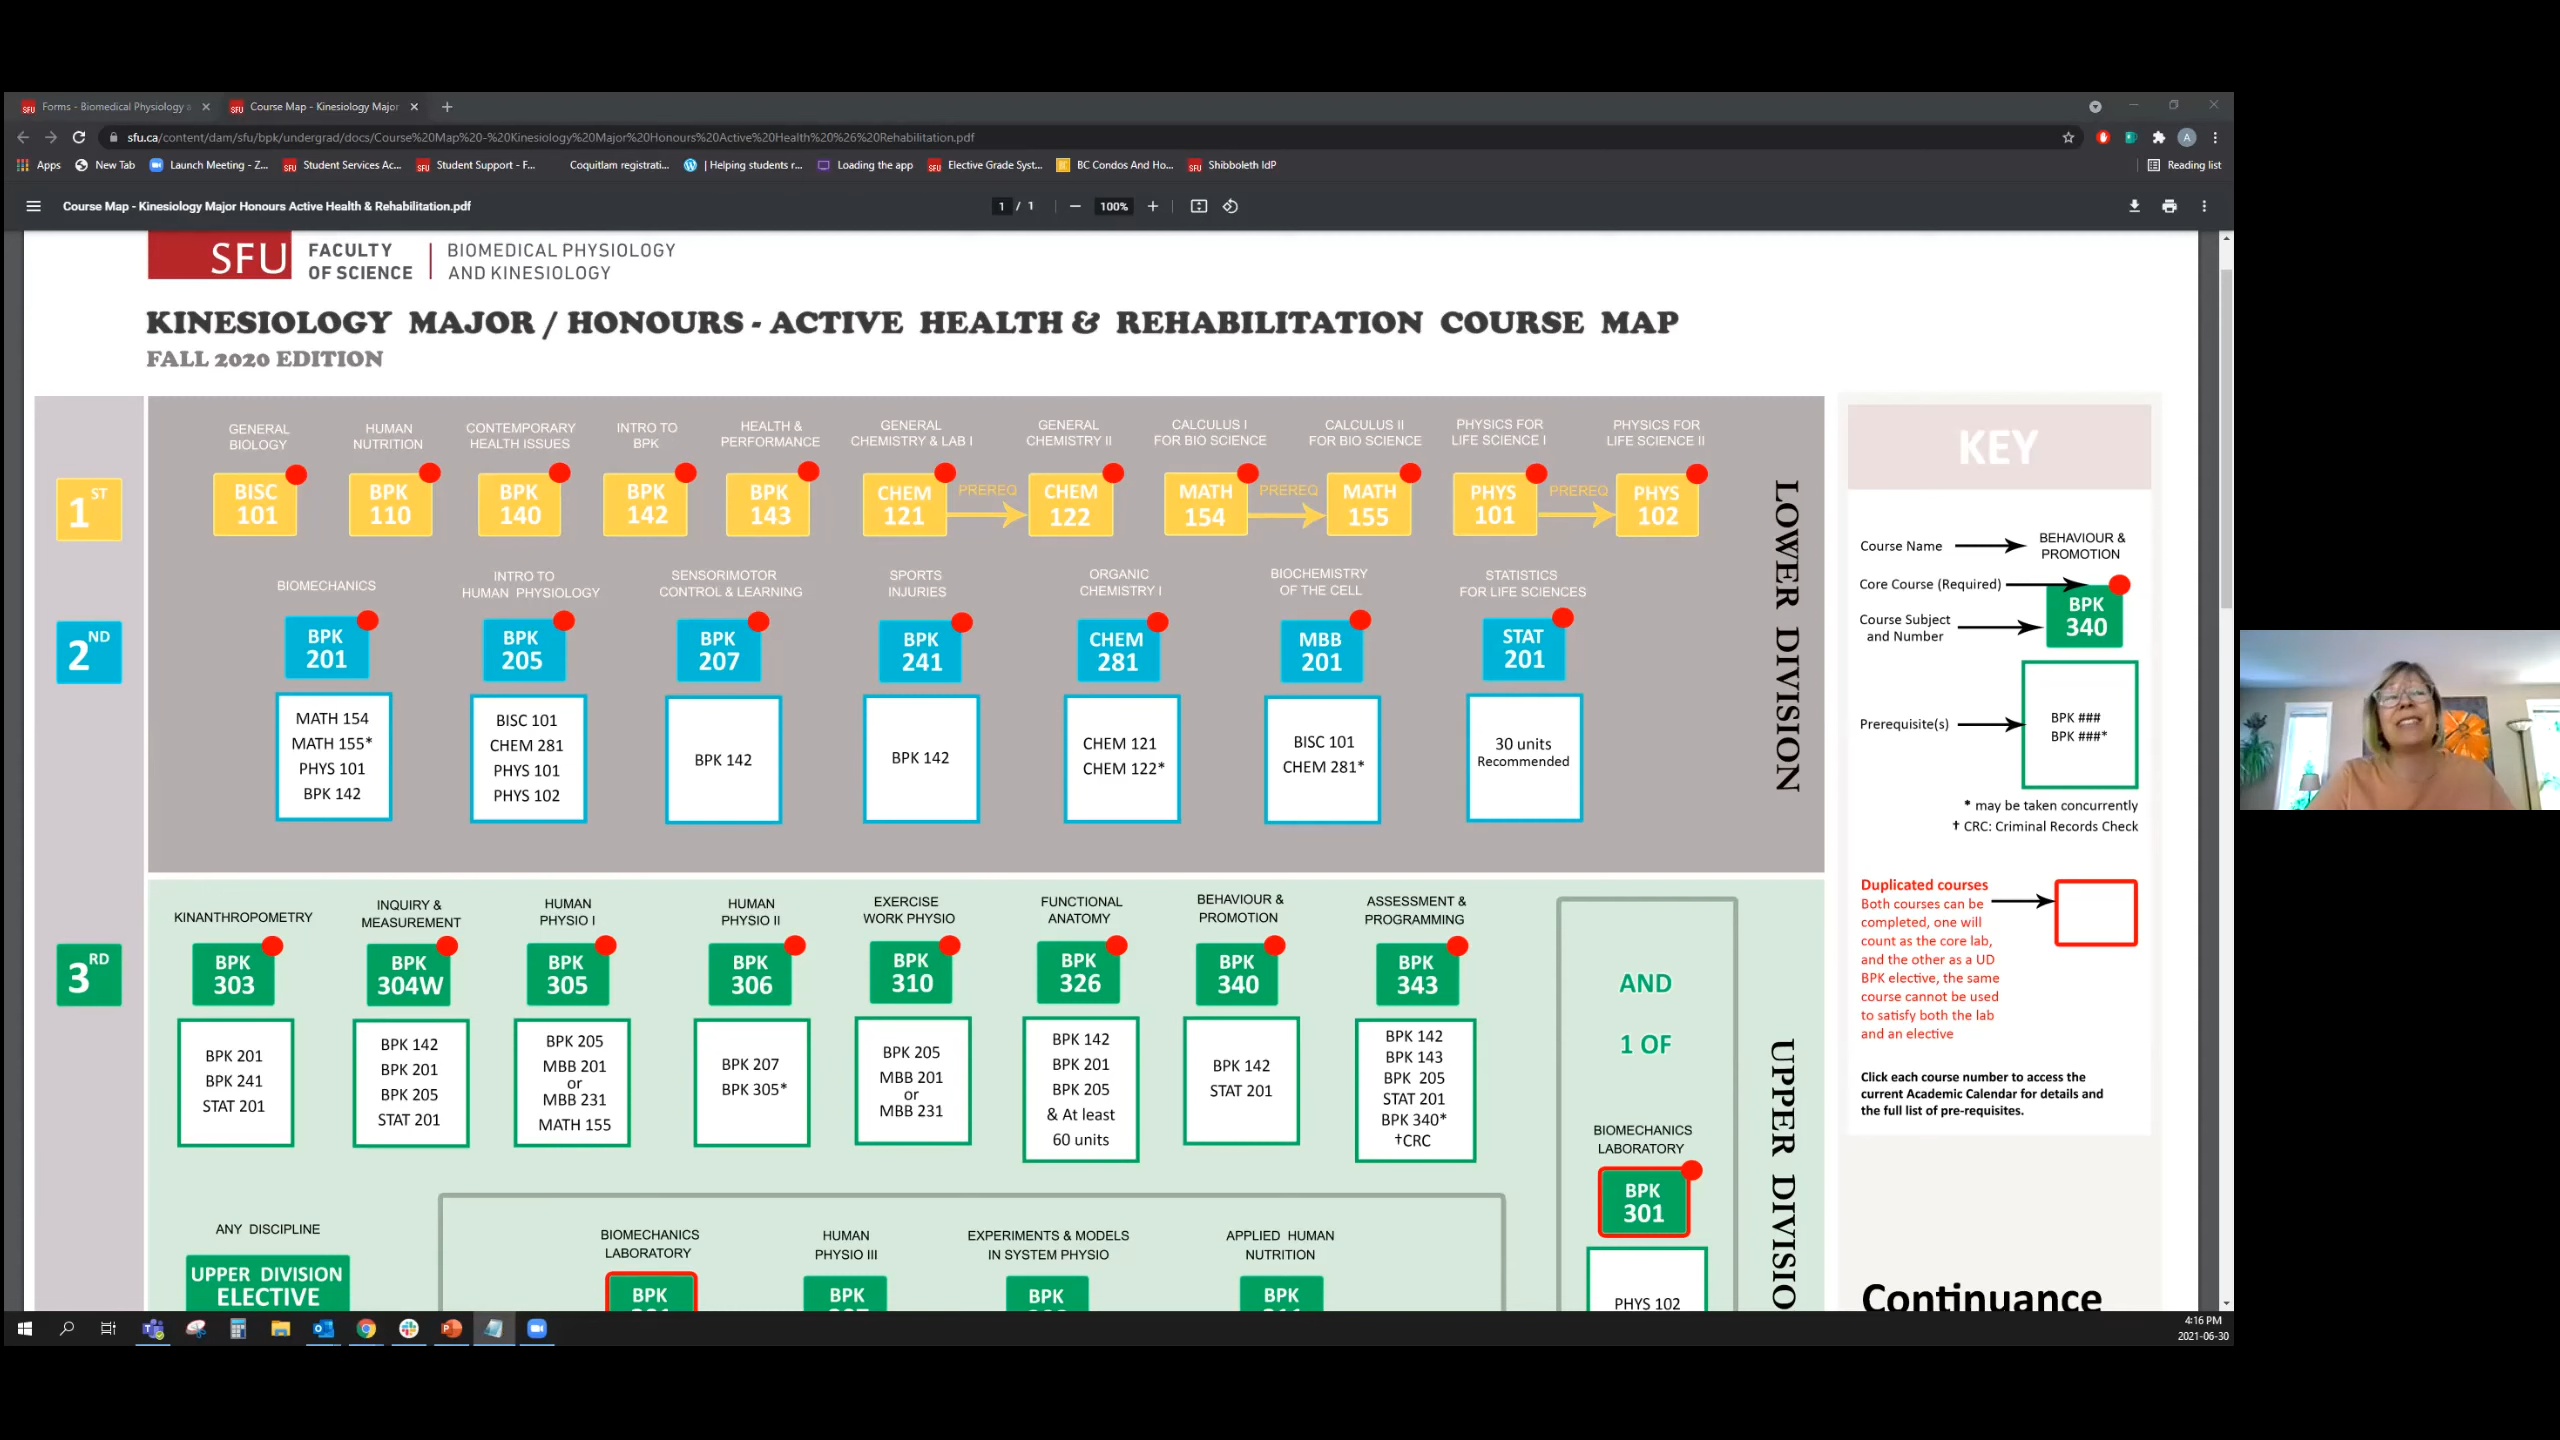 Forms - Biomedical Physiology
Course Map - Kinesiology Major
sfu.ca/content/dam/sfu/bpk/undergrad/docs/Course%20Map%20-%20Kinesiology%20Major%20Honours%20Active%20Health%20%26%20Rehabilitation.pdf
A
Apps
New Tab
Launch Meeting - Z...
SFU
Student Services Ac...
SFU
Student Support - F...
Coquitlam registrati...
| Helping students r...
Loading the app
SFU
Elective Grade Syst...
BC Condos And Ho...
SFU
Shibboleth IdP
Reading list
Course Map - Kinesiology Major Honours Active Health & Rehabilitation.pdf
1 / 1
100%
SFU
FACULTY
OF SCIENCE
BIOMEDICAL PHYSIOLOGY
AND KINESIOLOGY
KINESIOLOGY MAJOR / HONOURS - ACTIVE HEALTH & REHABILITATION COURSE MAP
FALL 2020 EDITION
1ST
GENERAL
BIOLOGY
BISC
101
HUMAN
NUTRITION
BPK
110
CONTEMPORARY
HEALTH ISSUES
BPK
140
INTRO TO
BPK
BPK
142
HEALTH &
PERFORMANCE
BPK
143
GENERAL
CHEMISTRY & LAB I
CHEM
121
PREREQ
GENERAL
CHEMISTRY II
CHEM
122
CALCULUS I
FOR BIO SCIENCE
MATH
154
PREREQ
CALCULUS II
FOR BIO SCIENCE
MATH
155
PHYSICS FOR
LIFE SCIENCE I
PHYS
101
PREREQ
PHYSICS FOR
LIFE SCIENCE II
PHYS
102
LOWER DIVISION
2ND
BIOMECHANICS
BPK
201
MATH 154
MATH 155*
PHYS 101
BPK 142
INTRO TO
HUMAN PHYSIOLOGY
BPK
205
BISC 101
CHEM 281
PHYS 101
PHYS 102
SENSORIMOTOR
CONTROL & LEARNING
BPK
207
BPK 142
SPORTS
INJURIES
BPK
241
BPK 142
ORGANIC
CHEMISTRY I
CHEM
281
CHEM 121
CHEM 122*
BIOCHEMISTRY
OF THE CELL
MBB
201
BISC 101
CHEM 281*
STATISTICS
FOR LIFE SCIENCES
STAT
201
30 units
Recommended
3RD
KINANTHROPOMETRY
BPK
303
BPK 201
BPK 241
STAT 201
INQUIRY &
MEASUREMENT
BPK
304W
BPK 142
BPK 201
BPK 205
STAT 201
HUMAN
PHYSIO I
BPK
305
BPK 205
MBB 201
or
MBB 231
MATH 155
HUMAN
PHYSIO II
BPK
306
BPK 207
BPK 305*
EXERCISE
WORK PHYSIO
BPK
310
BPK 205
MBB 201
or
MBB 231
FUNCTIONAL
ANATOMY
BPK
326
BPK 142
BPK 201
BPK 205
& At least
60 units
BEHAVIOUR &
PROMOTION
BPK
340
BPK 142
STAT 201
ASSESSMENT &
PROGRAMMING
BPK
343
BPK 142
BPK 143
BPK 205
STAT 201
BPK 340*
†CRC
AND
1 OF
BIOMECHANICS
LABORATORY
BPK
301
PHYS 102
UPPER DIVISIO
ANY DISCIPLINE
UPPER DIVISION
ELECTIVE
BIOMECHANICS
LABORATORY
BPK
HUMAN
PHYSIO III
BPK
EXPERIMENTS & MODELS
IN SYSTEM PHYSIO
BPK
APPLIED HUMAN
NUTRITION
BPK
KEY
Course Name
BEHAVIOUR &
PROMOTION
Core Course (Required)
Course Subject
and Number
BPK
340
Prerequisite(s)
BPK ###
BPK ###*
* may be taken concurrently
† CRC: Criminal Records Check
Duplicated courses
Both courses can be
completed, one will
count as the core lab,
and the other as a UD
BPK elective, the same
course cannot be used
to satisfy both the lab
and an elective
Click each course number to access the
current Academic Calendar for details and
the full list of pre-requisites.
Continuance
4:16 PM
2021-06-30